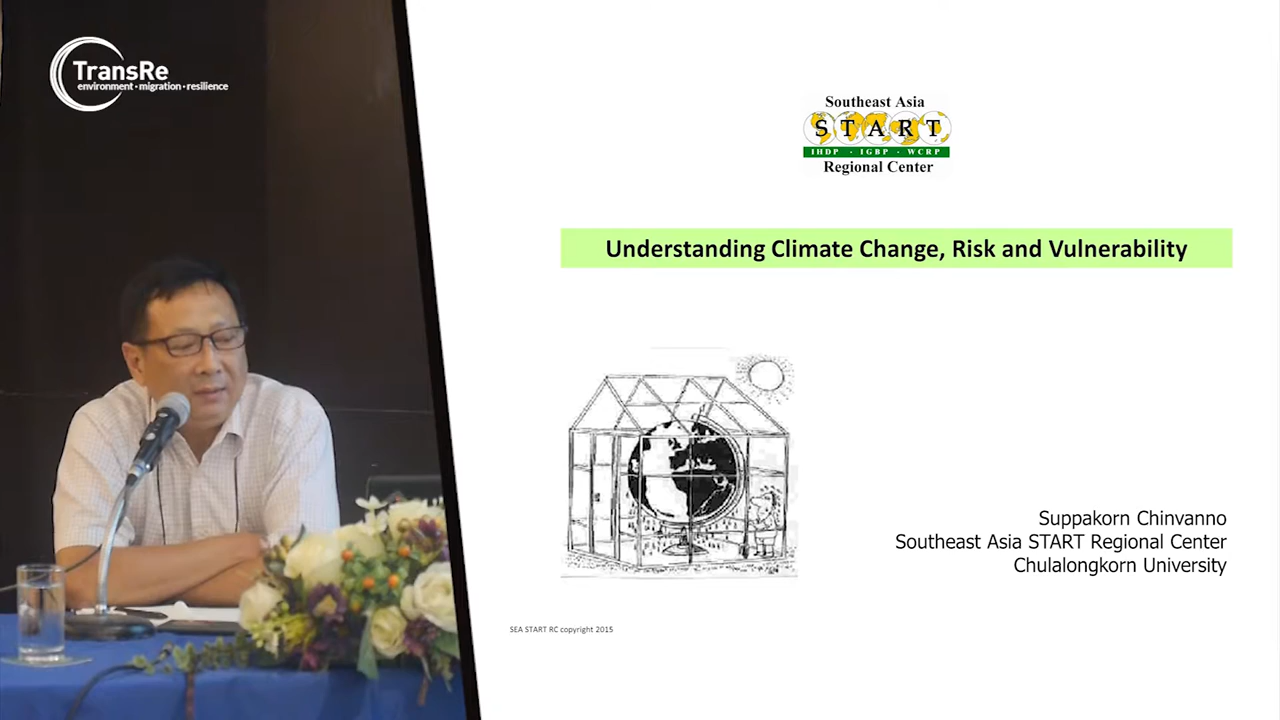 TransRe
environment · migration · resilience
Southeast Asia
START
IHDP · IGBP · WCRP
Regional Center
Understanding Climate Change, Risk and Vulnerability
Suppakorn Chinvanno
Southeast Asia START Regional Center
Chulalongkorn University
SEA START RC copyright 2015